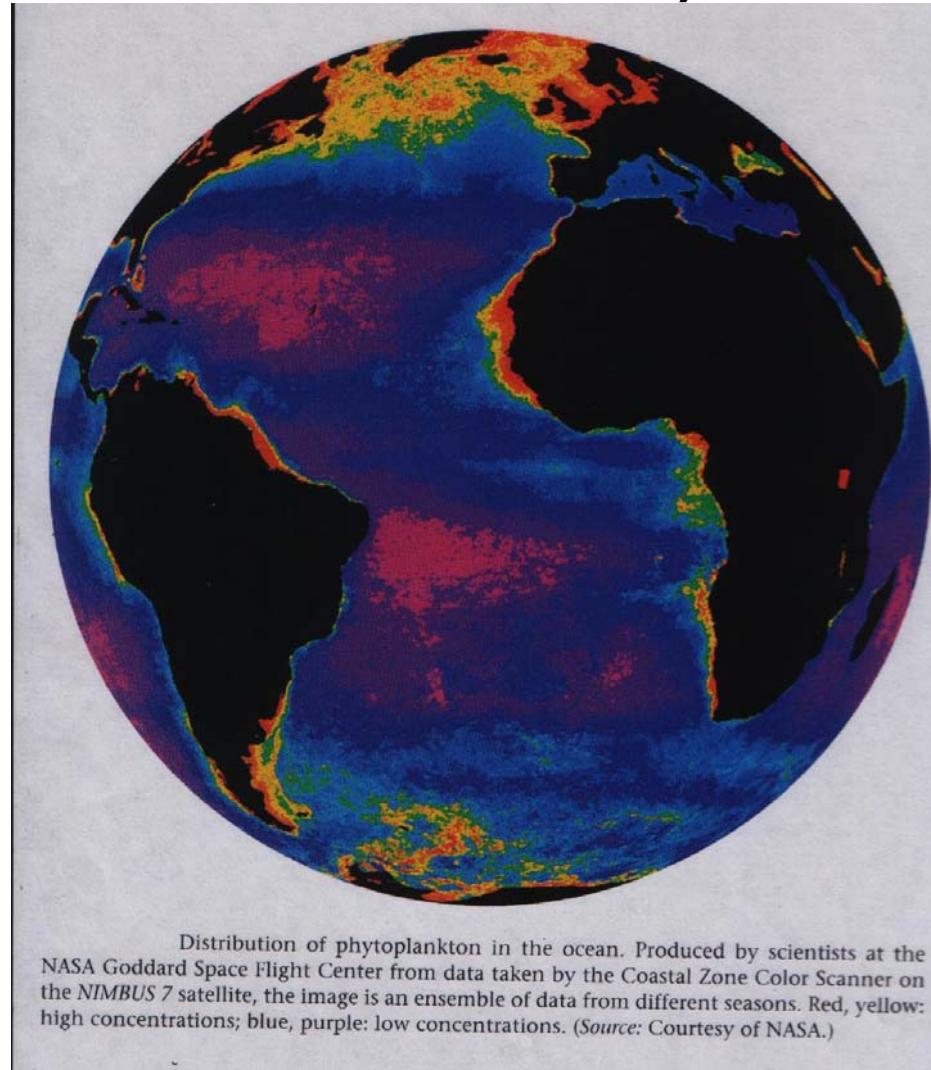 Distribution of phytoplankton in the ocean. Produced by scientists at the
NASA Goddard Space Flight Center from data taken by the Coastal Zone Color Scanner on
the NIMBUS 7 satellite, the image is an ensemble of data from different seasons. Red, yellow:
high concentrations; blue, purple: low concentrations. (Source: Courtesy of NASA.)